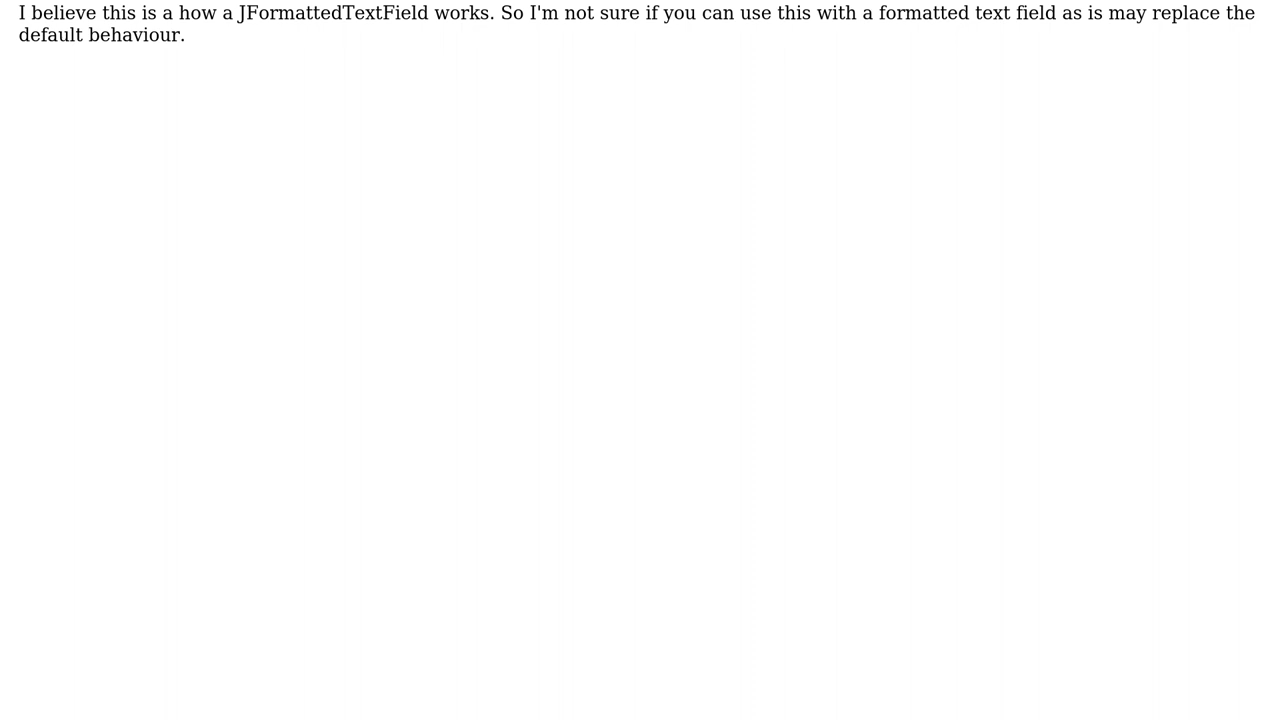 I believe this is a how a JFormattedTextField works. So I'm not sure if you can use this with a formatted text field as is may replace the
default behaviour.